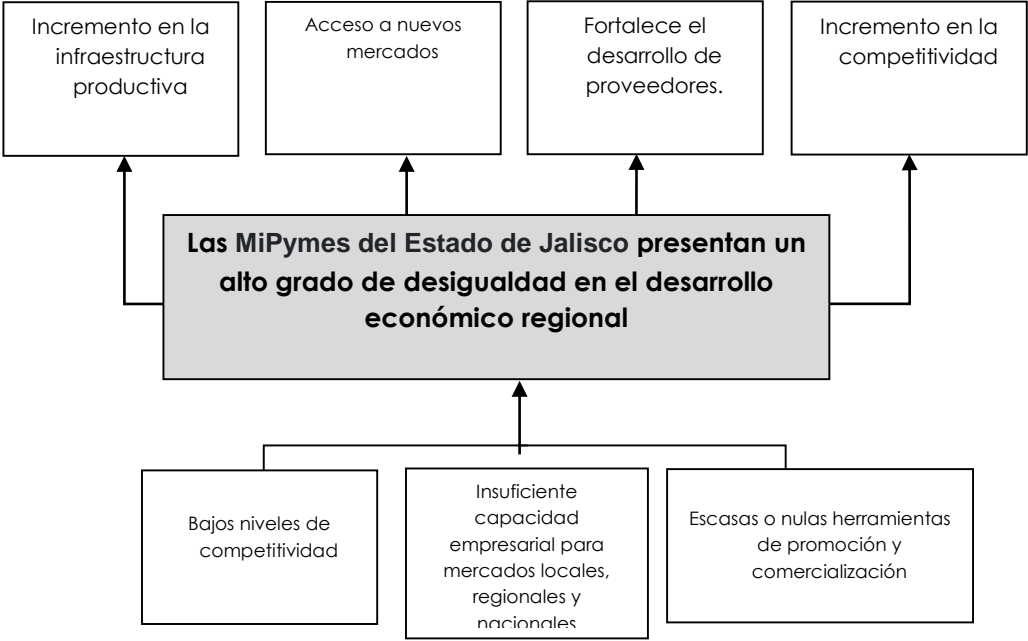 Incremento en la
infraestructura
productiva
Acceso a nuevos
mercados
Fortalece el
desarrollo de
proveedores.
Incremento en la
competitividad
Las MiPymes del Estado de Jalisco presentan un
alto grado de desigualdad en el desarrollo
económico regional
Bajos niveles de
competitividad
Insuficiente
capacidad
empresarial para
mercados locales,
regionales y
nacionales
Escasas o nulas herramientas
de promoción y
comercialización